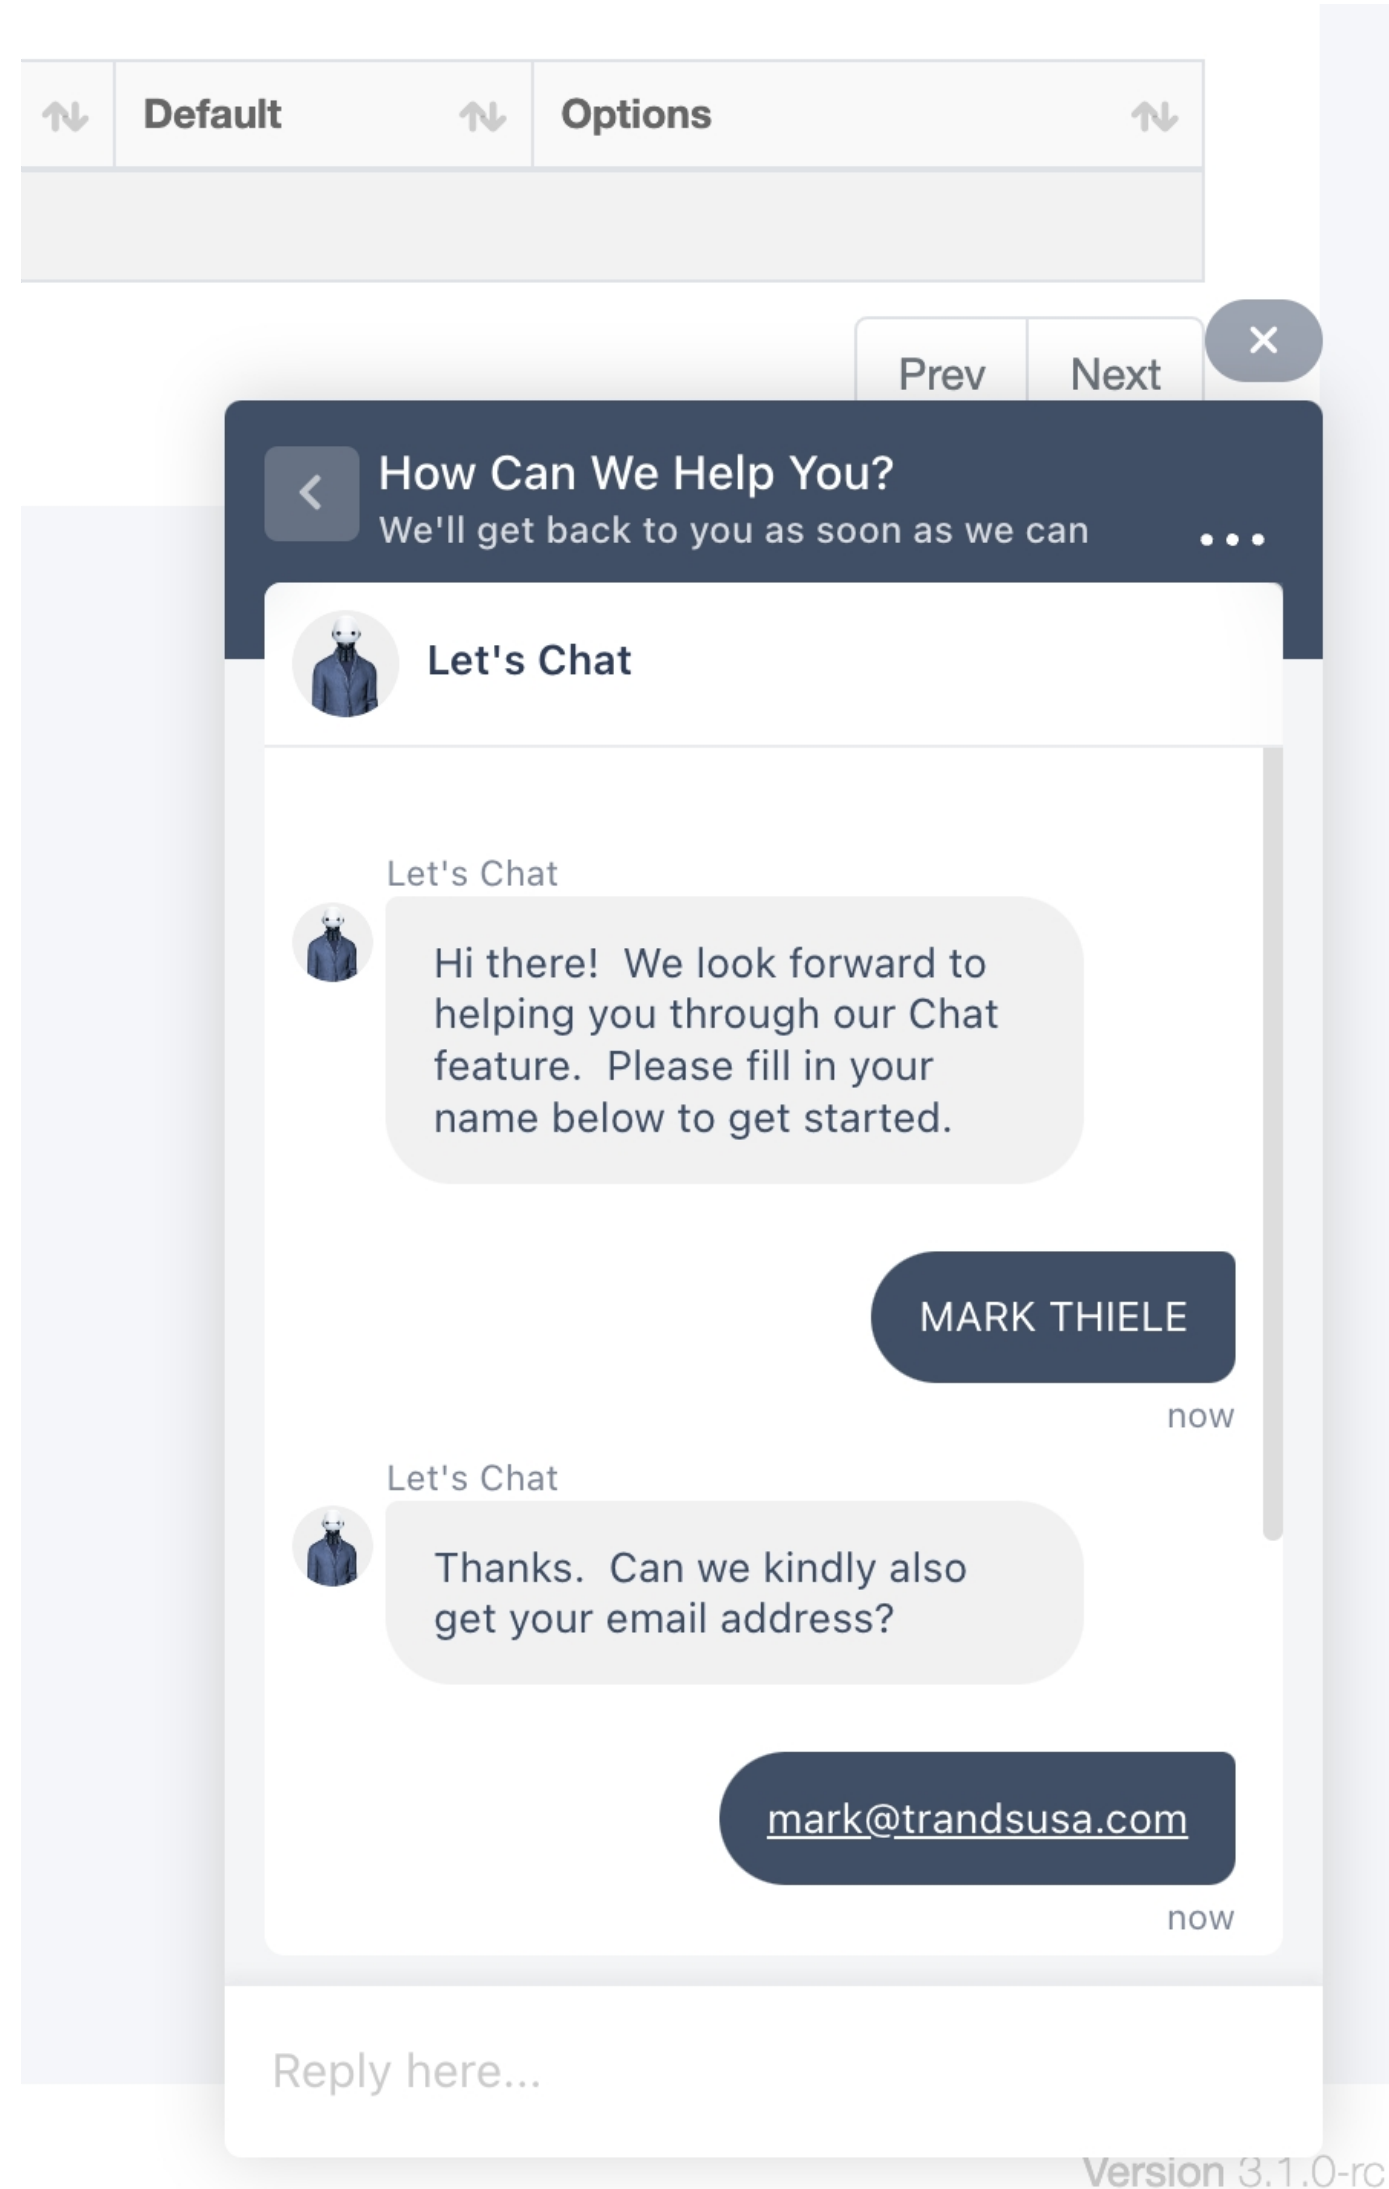 Default Options
Prev Next
How Can We Help You?
We'll get back to you as soon as we can
Let's Chat
Let's Chat
Hi there!  We look forward to
helping you through our Chat
feature.  Please fill in your
name below to get started.
MARK THIELE
now
Let's Chat
Thanks.  Can we kindly also
get your email address?
mark@trandsusa.com
now
Reply here...
Version 3.1.0-rc